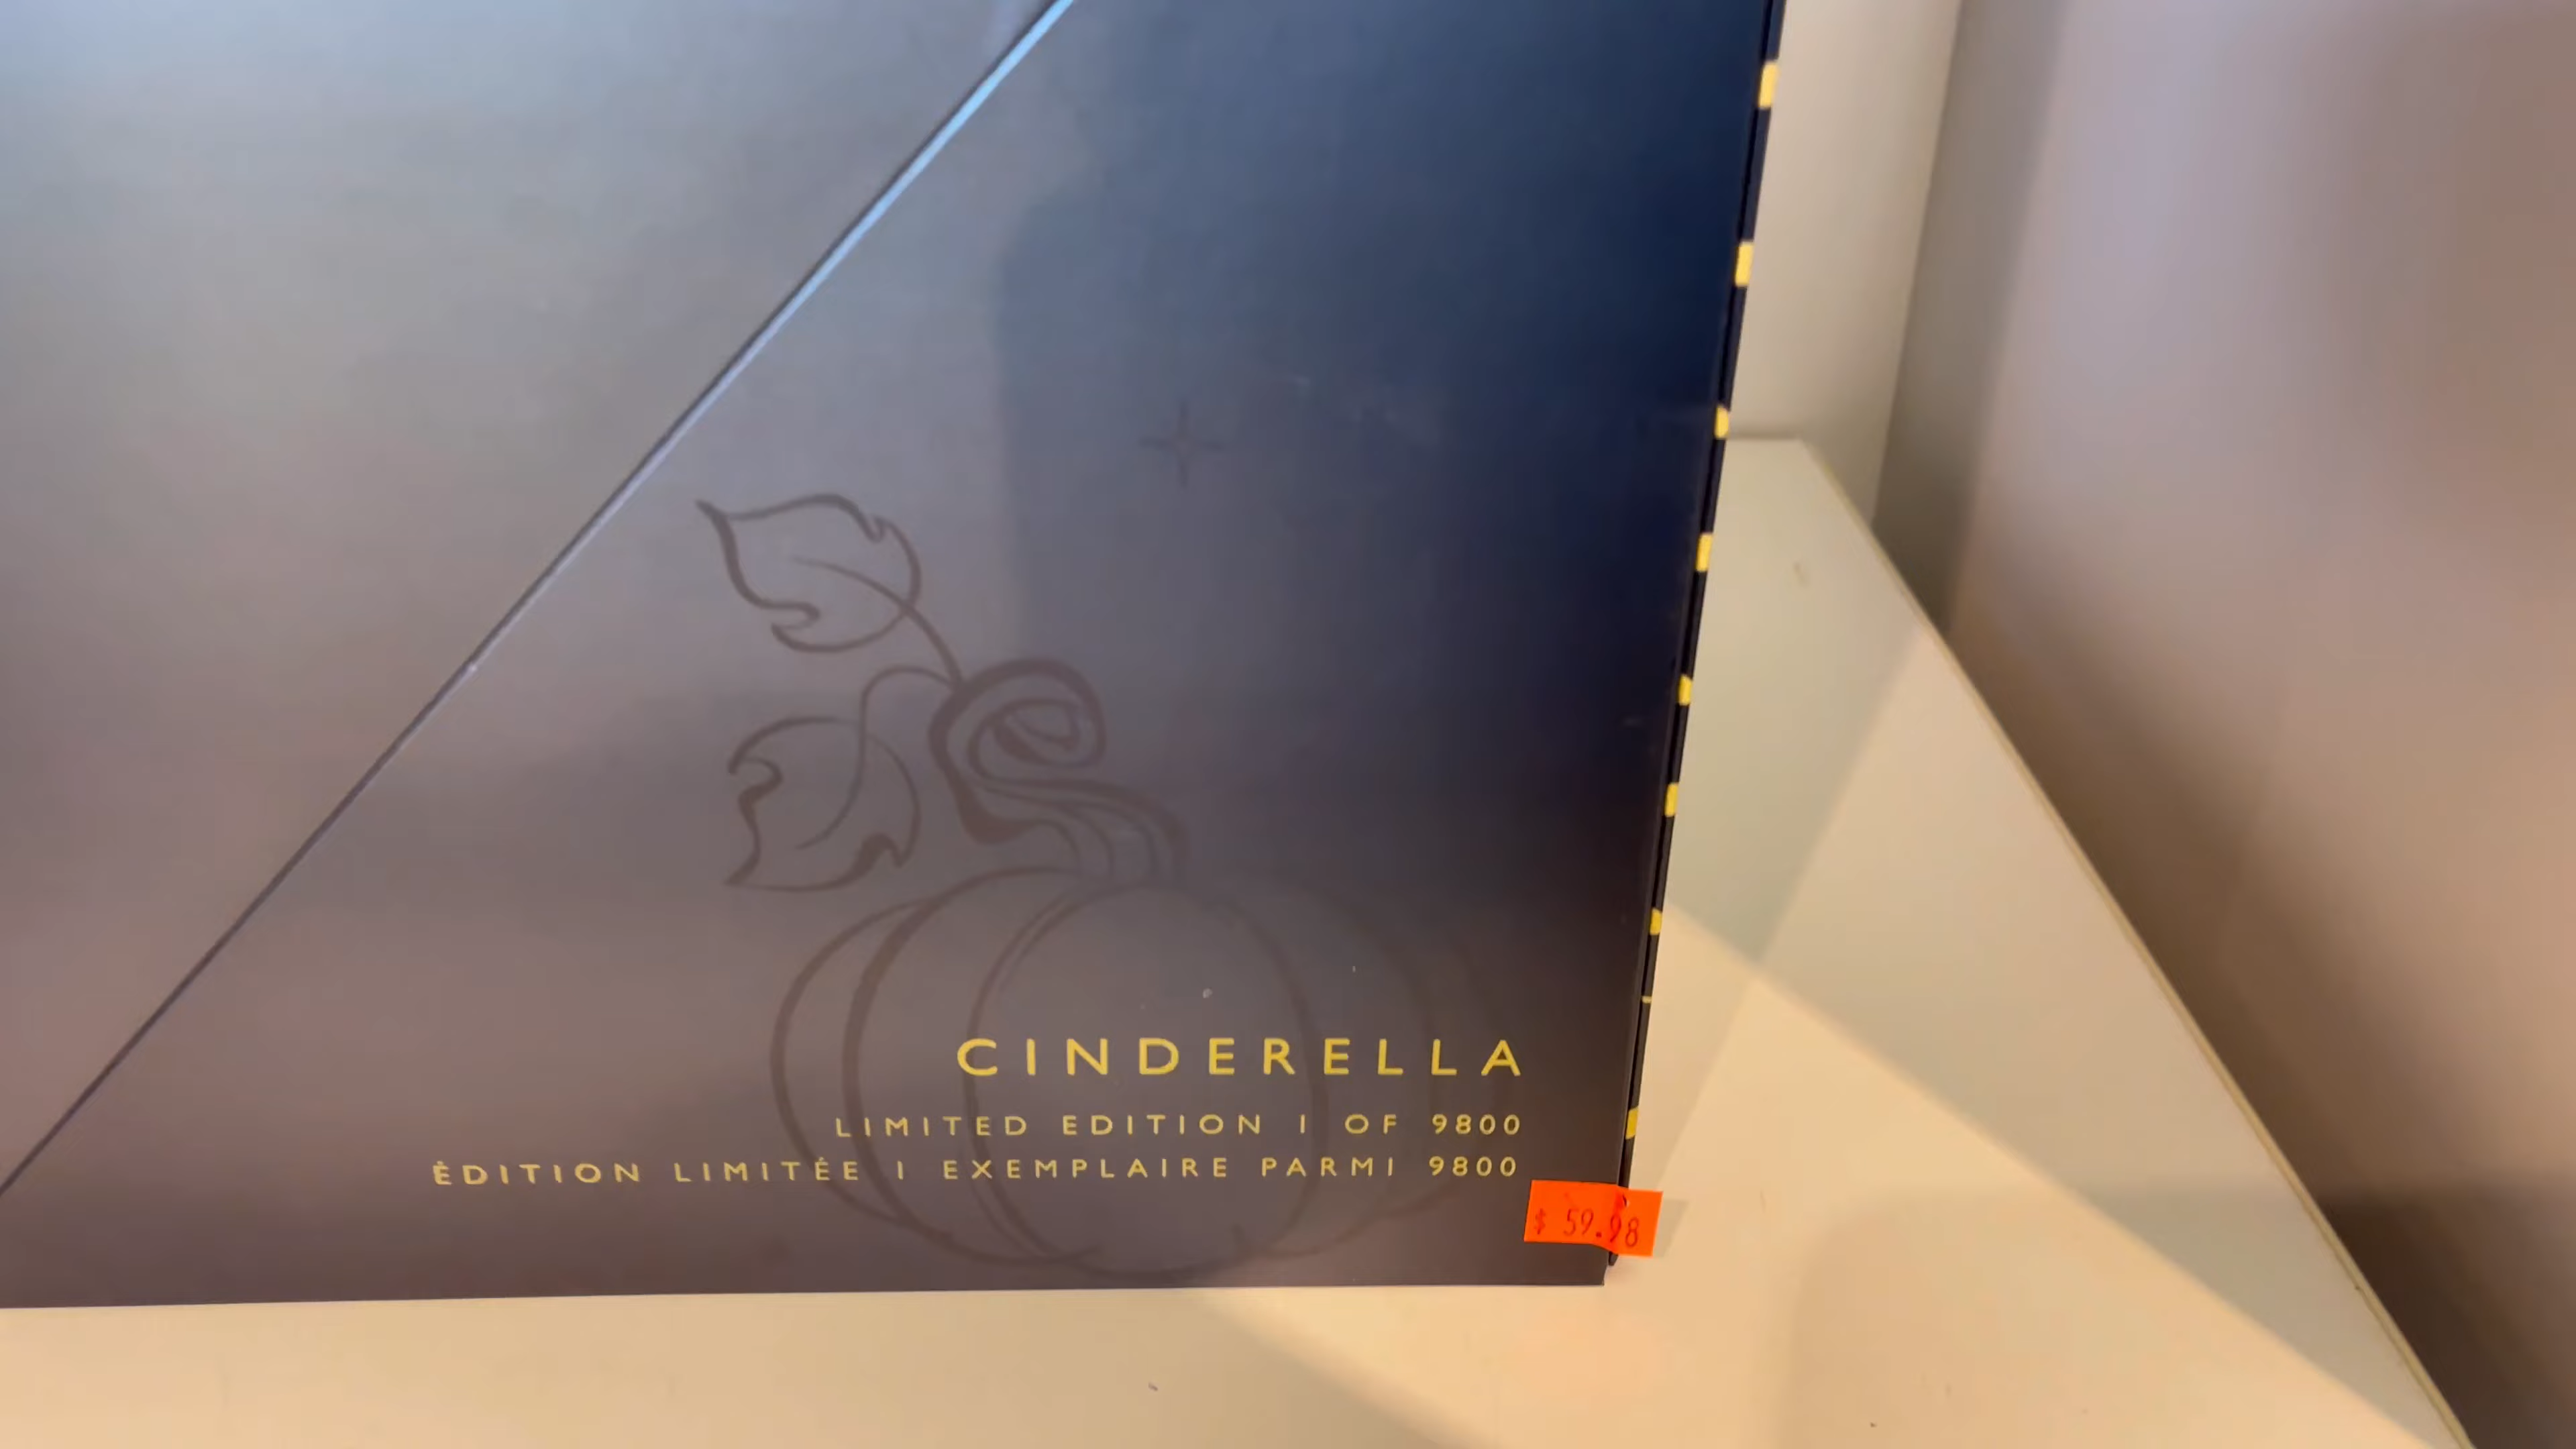 CINDERELLA
LIMITED EDITION 1 OF 9800
ÉDITION LIMITÉE 1 EXEMPLAIRE PARMI 9800
$ 59.98